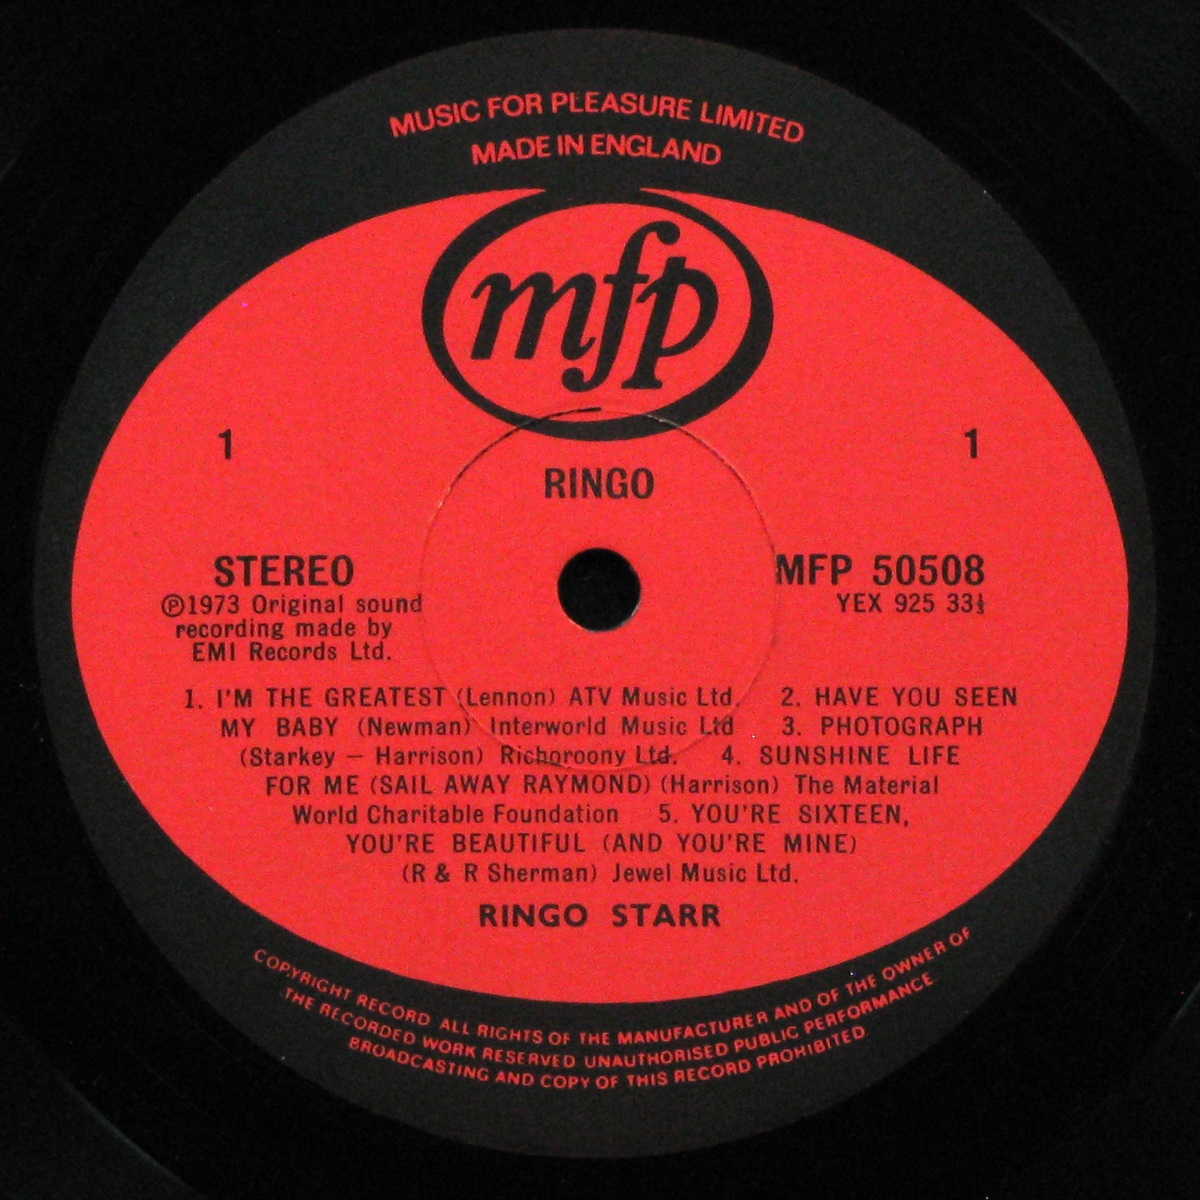 MUSIC FOR PLEASURE LIMITED
MADE IN ENGLAND
mfp
1 1
RINGO
STEREO MFP 50508
℗1973 Original sound YEX 925 33⅓
recording made by
EMI Records Ltd.
1. I'M THE GREATEST (Lennon) ATV Music Ltd. 2. HAVE YOU SEEN
MY BABY (Newman) Interworld Music Ltd 3. PHOTOGRAPH
(Starkey – Harrison) Richoroony Ltd. 4. SUNSHINE LIFE
FOR ME (SAIL AWAY RAYMOND) (Harrison) The Material
World Charitable Foundation 5. YOU'RE SIXTEEN,
YOU'RE BEAUTIFUL (AND YOU'RE MINE)
(R & R Sherman) Jewel Music Ltd.
RINGO STARR
COPYRIGHT RECORD ALL RIGHTS OF THE MANUFACTURER AND OF THE OWNER OF
THE RECORDED WORK RESERVED UNAUTHORISED PUBLIC PERFORMANCE
BROADCASTING AND COPY OF THIS RECORD PROHIBITED